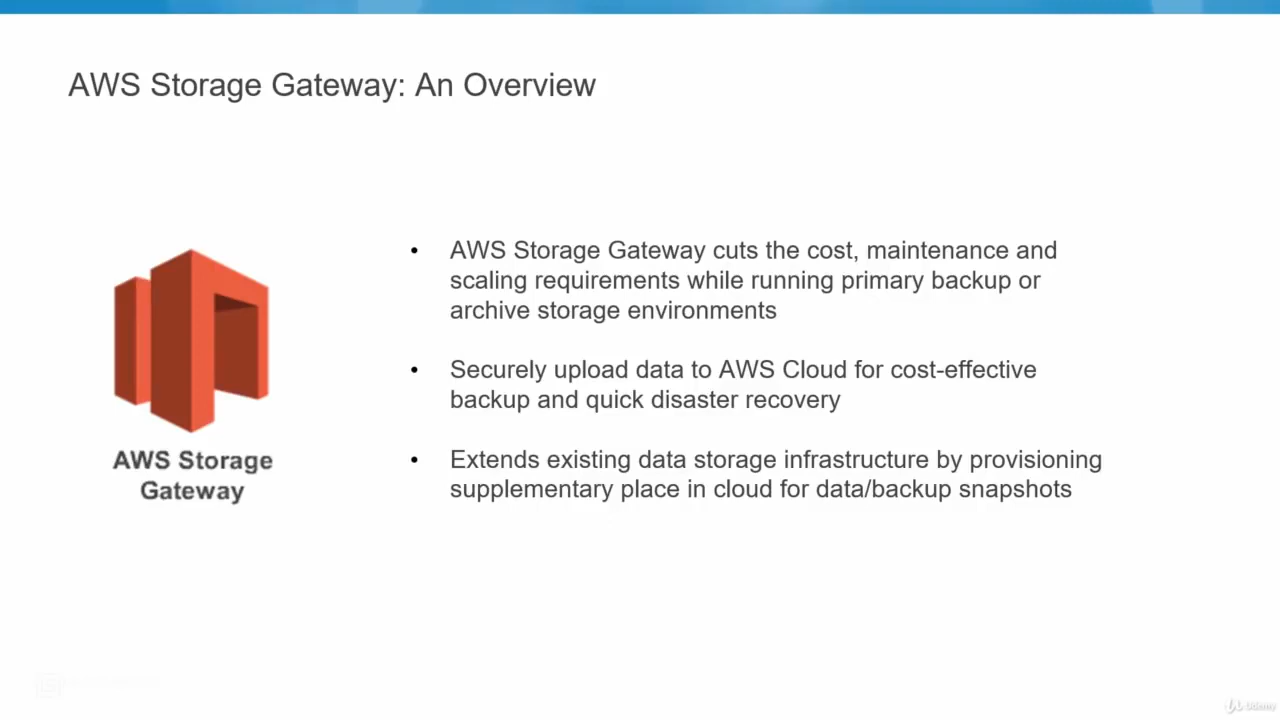 AWS Storage Gateway: An Overview
• AWS Storage Gateway cuts the cost, maintenance and
scaling requirements while running primary backup or
archive storage environments
• Securely upload data to AWS Cloud for cost-effective
backup and quick disaster recovery
• Extends existing data storage infrastructure by provisioning
supplementary place in cloud for data/backup snapshots
AWS Storage
Gateway
Udemy